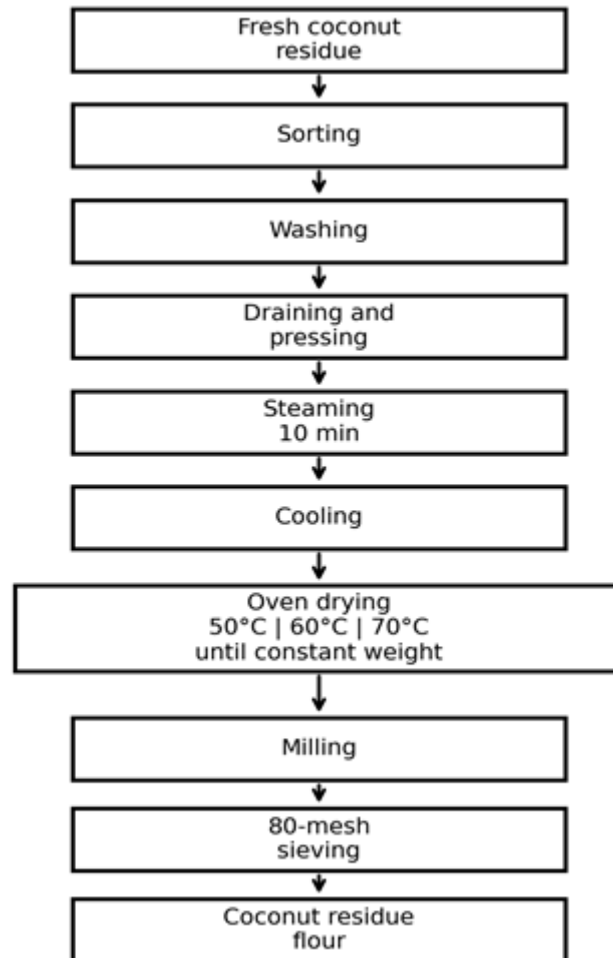 Fresh coconut
residue
Sorting
Washing
Draining and
pressing
Steaming
10 min
Cooling
Oven drying
50°C | 60°C | 70°C
until constant weight
Milling
80-mesh
sieving
Coconut residue
flour